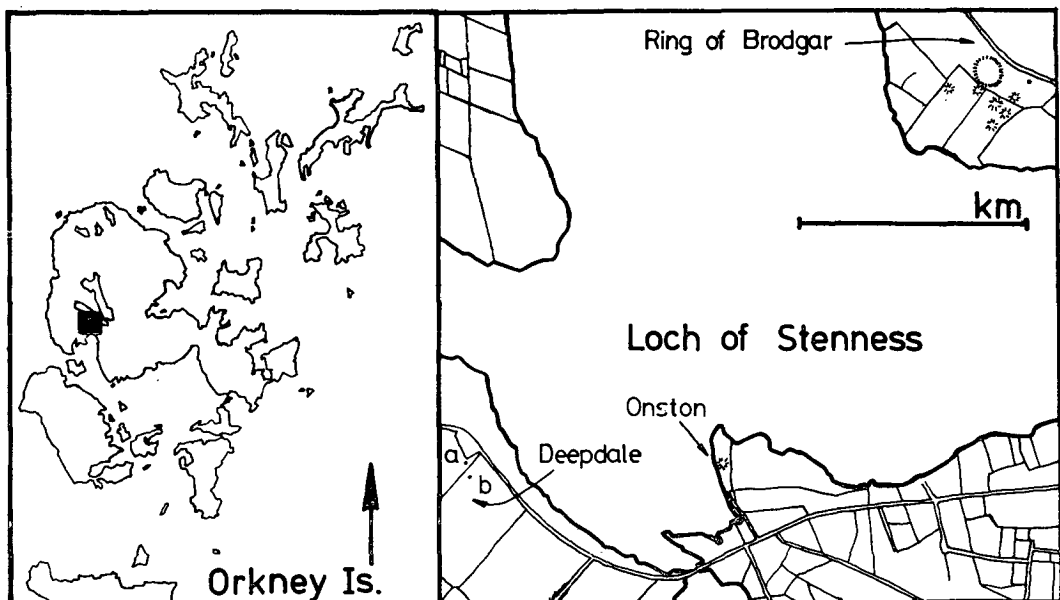 Ring of Brodgar
km
Loch of Stenness
Onston
a.
Deepdale
b
Orkney Is.